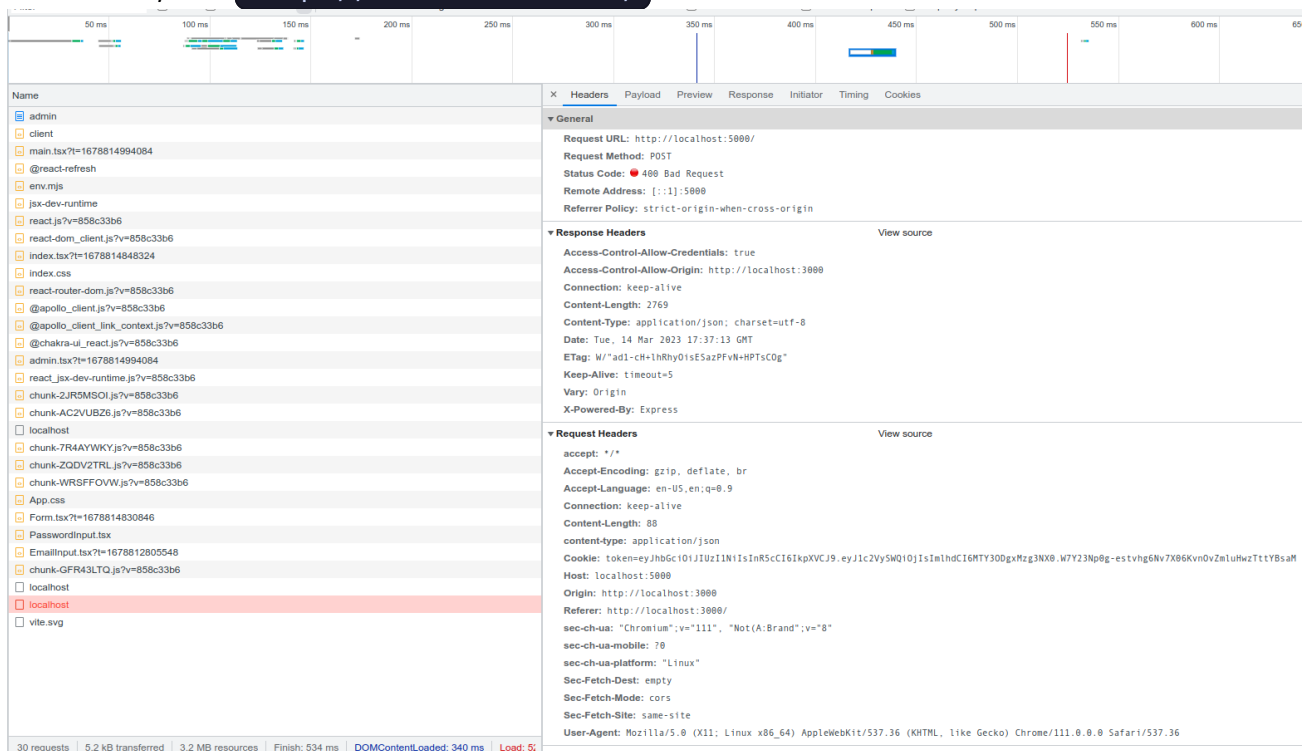 50 ms
100 ms
150 ms
200 ms
250 ms
300 ms
350 ms
400 ms
450 ms
500 ms
550 ms
600 ms
Name
admin
client
main.tsx?t=1678814994084
@react-refresh
env.mjs
jsx-dev-runtime
react.js?v=858c33b6
react-dom_client.js?v=858c33b6
index.tsx?t=1678814848324
index.css
react-router-dom.js?v=858c33b6
@apollo_client.js?v=858c33b6
@apollo_client_link_context.js?v=858c33b6
@chakra-ui_react.js?v=858c33b6
admin.tsx?t=1678814994084
react_jsx-dev-runtime.js?v=858c33b6
chunk-2JR5MSOI.js?v=858c33b6
chunk-AC2VUBZ6.js?v=858c33b6
localhost
chunk-7R4AYWKY.js?v=858c33b6
chunk-ZQDV2TRL.js?v=858c33b6
chunk-WRSFFOVW.js?v=858c33b6
App.css
Form.tsx?t=1678814830846
PasswordInput.tsx
EmailInput.tsx?t=1678812805548
chunk-GFR43LTQ.js?v=858c33b6
localhost
localhost
vite.svg
30 requests 5.2 kB transferred 3.2 MB resources Finish: 534 ms DOMContentLoaded: 340 ms Load:
× Headers Payload Preview Response Initiator Timing Cookies
General
Request URL: http://localhost:5000/
Request Method: POST
Status Code: 400 Bad Request
Remote Address: [::1]:5000
Referrer Policy: strict-origin-when-cross-origin
Response Headers View source
Access-Control-Allow-Credentials: true
Access-Control-Allow-Origin: http://localhost:3000
Connection: keep-alive
Content-Length: 2769
Content-Type: application/json; charset=utf-8
Date: Tue, 14 Mar 2023 17:37:13 GMT
ETag: W/"ad1-cH+lhRhyOisESazPFvN+HPTsCOg"
Keep-Alive: timeout=5
Vary: Origin
X-Powered-By: Express
Request Headers View source
accept: */*
Accept-Encoding: gzip, deflate, br
Accept-Language: en-US,en;q=0.9
Connection: keep-alive
Content-Length: 88
content-type: application/json
Cookie: token=eyJhbGciOiJIUzI1NiIsInR5cCI6IkpXVCJ9.eyJ1c2VySWQiOjIsImlhdCI6MTY3ODgxMzg3NX0.W7Y23Np0g-estvhg6Nv7X06KvnOvZmluHwzTttYBsaM
Host: localhost:5000
Origin: http://localhost:3000
Referer: http://localhost:3000/
sec-ch-ua: "Chromium";v="111", "Not(A:Brand";v="8"
sec-ch-ua-mobile: ?0
sec-ch-ua-platform: "Linux"
Sec-Fetch-Dest: empty
Sec-Fetch-Mode: cors
Sec-Fetch-Site: same-site
User-Agent: Mozilla/5.0 (X11; Linux x86_64) AppleWebKit/537.36 (KHTML, like Gecko) Chrome/111.0.0.0 Safari/537.36